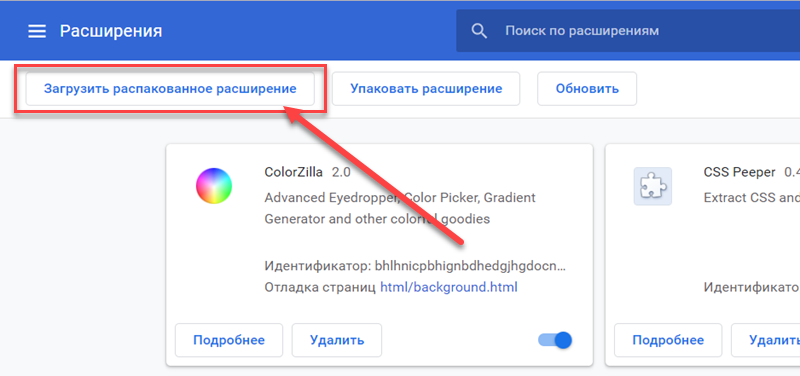 Расширения
Поиск по расширениям
Загрузить распакованное расширение
Упаковать расширение
Обновить
ColorZilla 2.0
Advanced Eyedropper, Color Picker, Gradient
Generator and other colorful goodies
Идентификатор: bhlhnicpbhignbdhedgjhgdocn...
Отладка страниц html/background.html
Подробнее
Удалить
CSS Peeper 0.4
Extract CSS and
Идентификато
Подробнее
Удалить